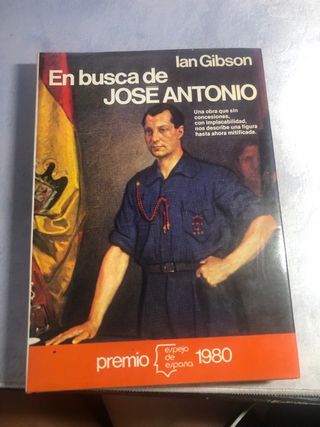 Ian Gibson
En busca de
JOSE ANTONIO
Una obra que sin
concesiones,
con implacabilidad,
nos describe una figura
hasta ahora mitificada.
premio espejo de españa 1980